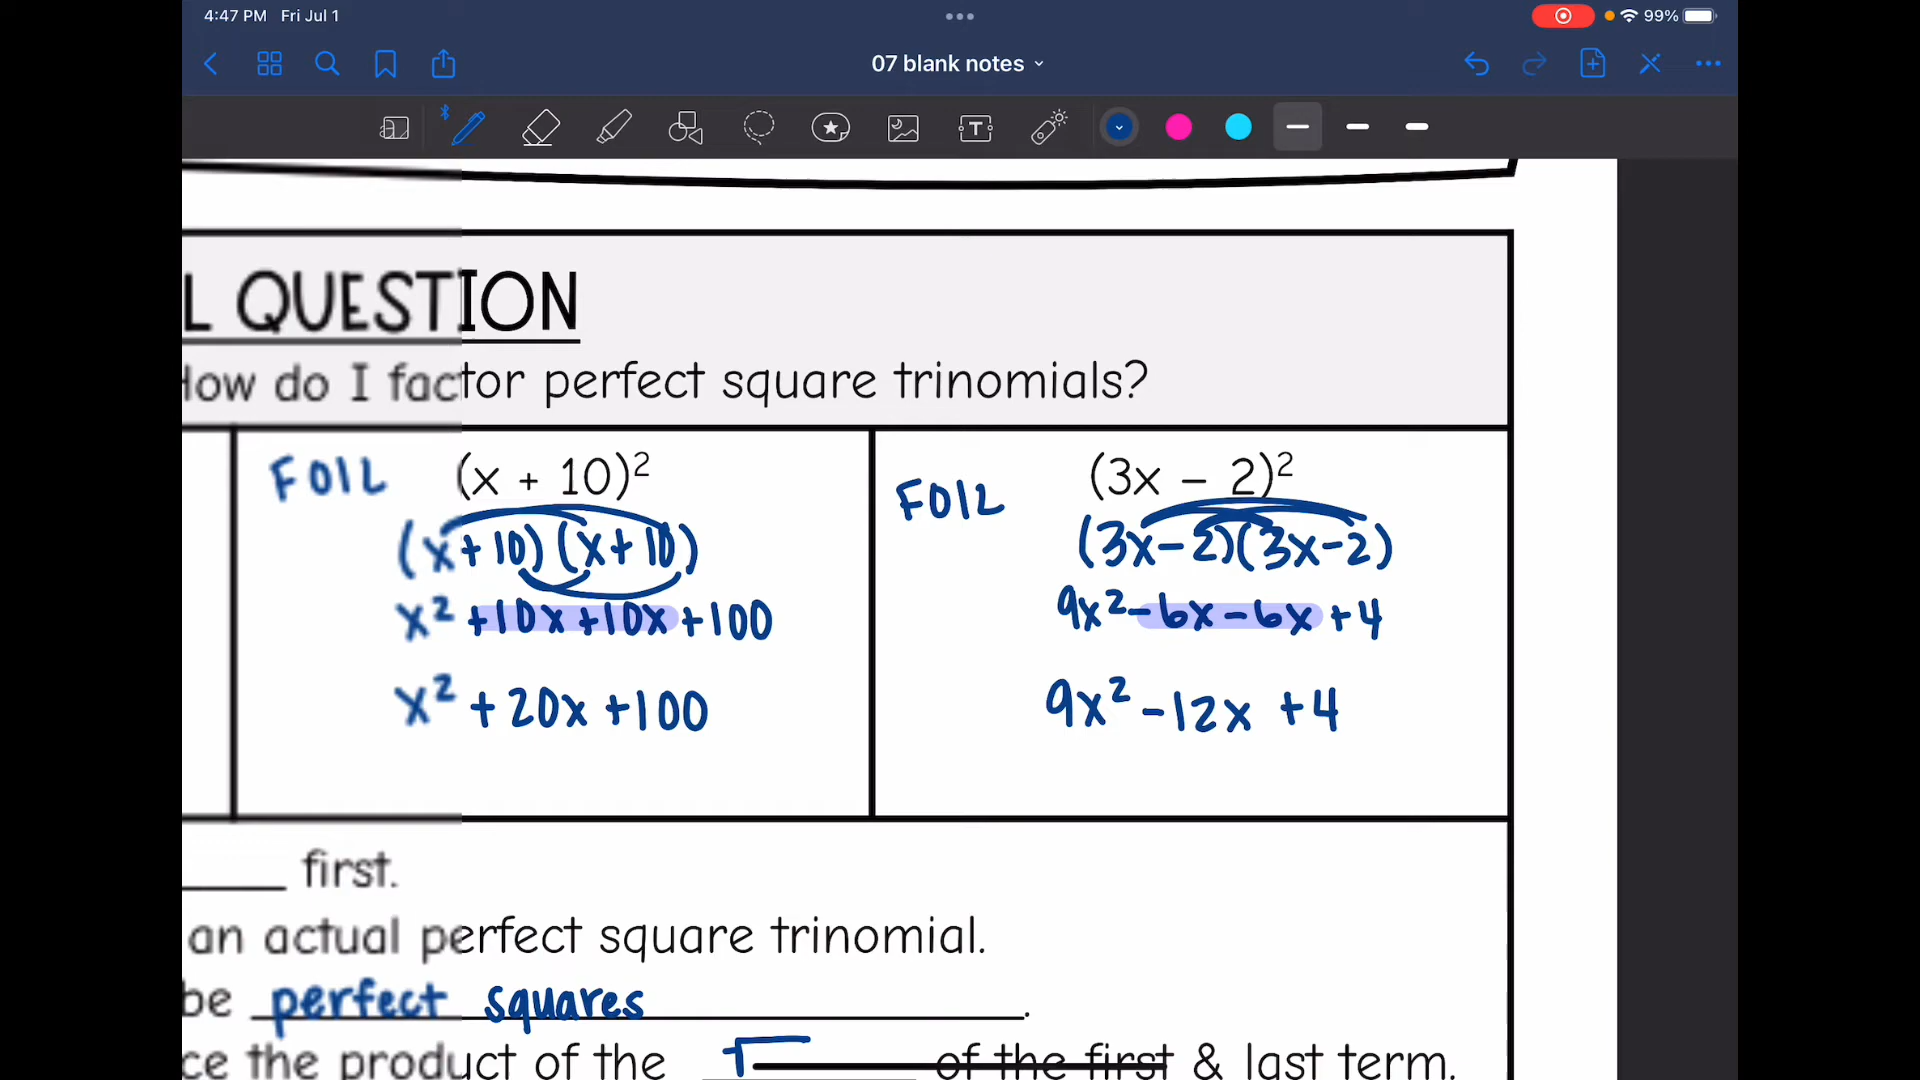 4:47 PM Fri Jul 1
99%
07 blank notes
L QUESTION
How do I factor perfect square trinomials?
FOIL (x + 10)²
(x+10)(x+10)
x² +10x+10x+100
x² +20x+100
FOIL (3x − 2)²
(3x−2)(3x−2)
9x²−6x−6x+4
9x² −12x +4
first.
an actual perfect square trinomial.
be perfect squares.
ce the product of the √ of the first & last term.